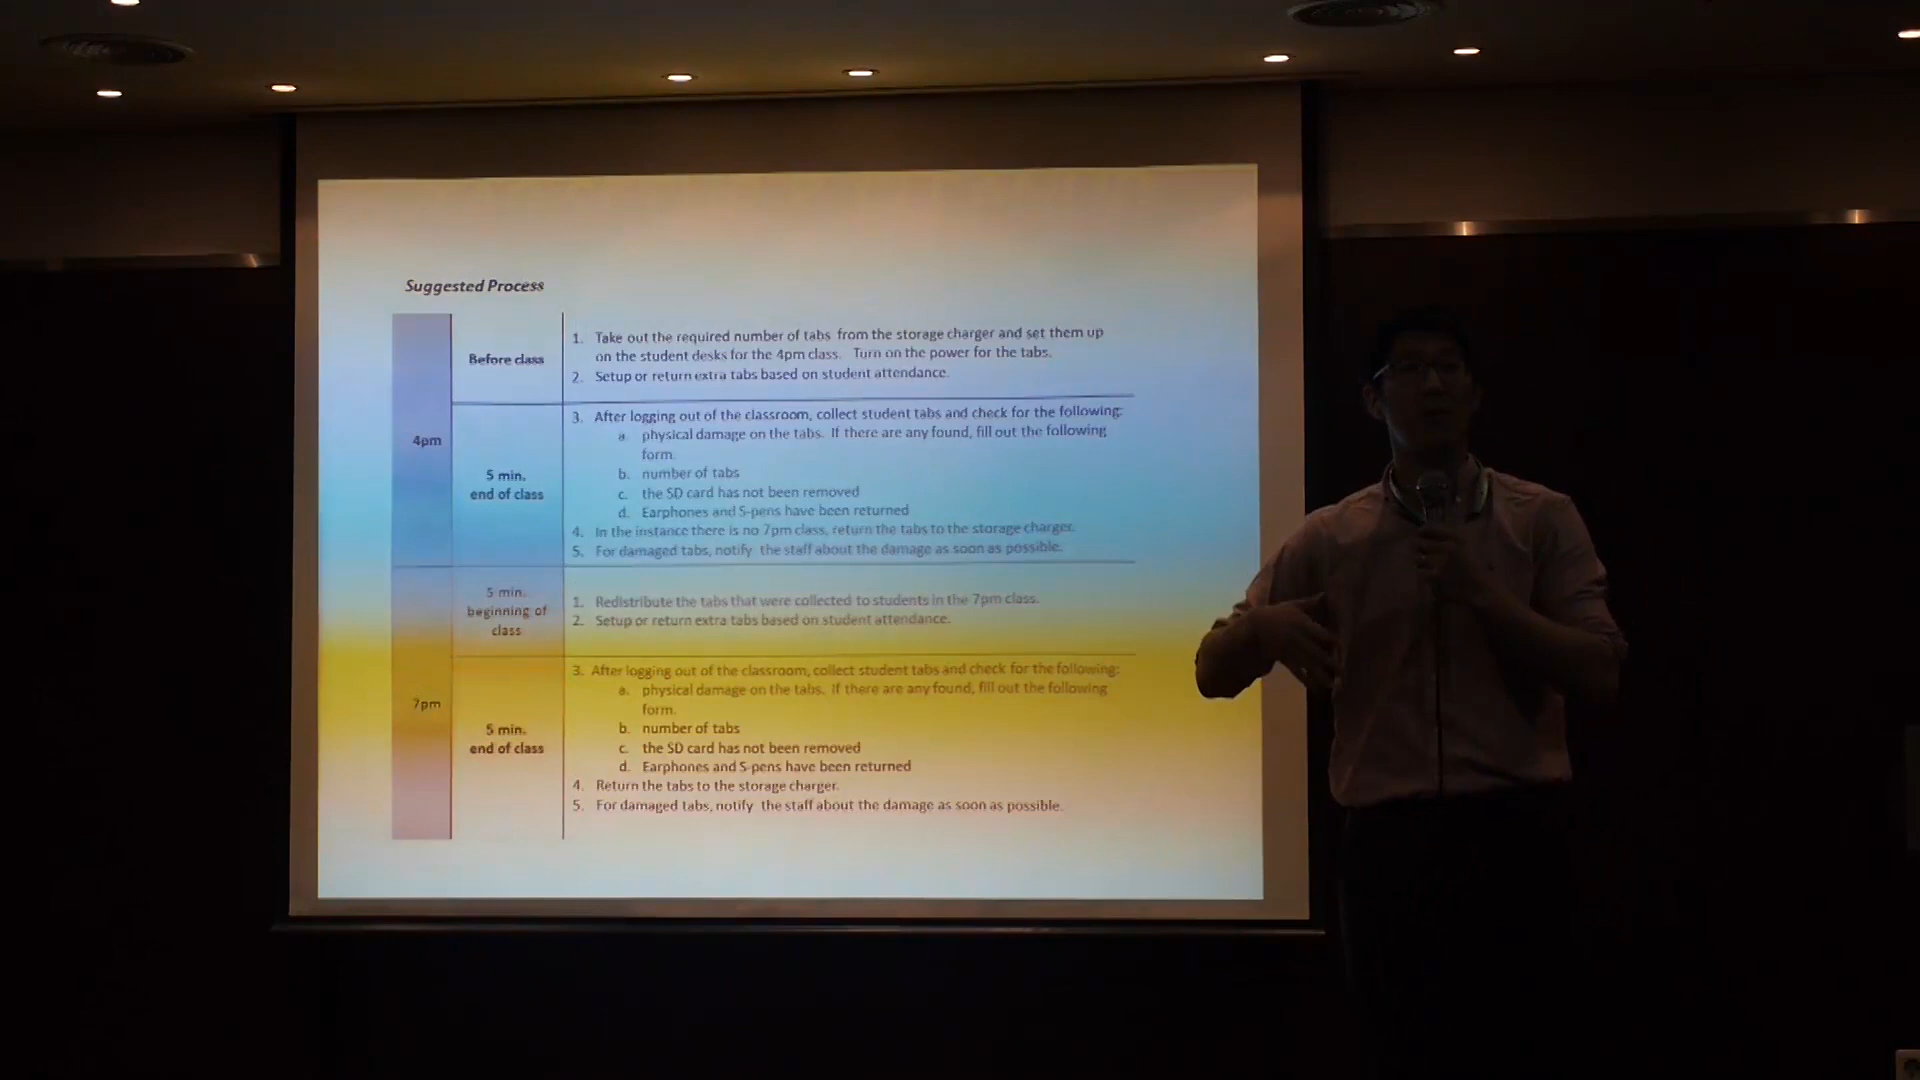 Suggested Process
4pm
Before class
1. Take out the required number of tabs from the storage charger and set them up
on the student desks for the 4pm class. Turn on the power for the tabs.
2. Setup or return extra tabs based on student attendance.
5 min.
end of class
3. After logging out of the classroom, collect student tabs and check for the following:
a. physical damage on the tabs. If there are any found, fill out the following
form.
b. number of tabs
c. the SD card has not been removed
d. Earphones and S-pens have been returned
4. In the instance there is no 7pm class, return the tabs to the storage charger.
5. For damaged tabs, notify the staff about the damage as soon as possible.
7pm
5 min.
beginning of
class
1. Redistribute the tabs that were collected to students in the 7pm class.
2. Setup or return extra tabs based on student attendance.
5 min.
end of class
3. After logging out of the classroom, collect student tabs and check for the following:
a. physical damage on the tabs. If there are any found, fill out the following
form.
b. number of tabs
c. the SD card has not been removed
d. Earphones and S-pens have been returned
4. Return the tabs to the storage charger.
5. For damaged tabs, notify the staff about the damage as soon as possible.